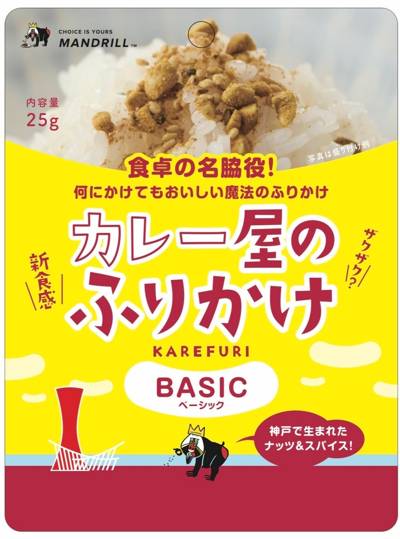 CHOICE IS YOURS
MANDRILL™
内容量
25g
写真は盛り付け例
食卓の名脇役!
何にかけてもおいしい魔法のふりかけ
カレー屋の
ふりかけ
新食感
ザクザク!?
KAREFURI
BASIC
ベーシック
神戸で生まれた
ナッツ&スパイス!